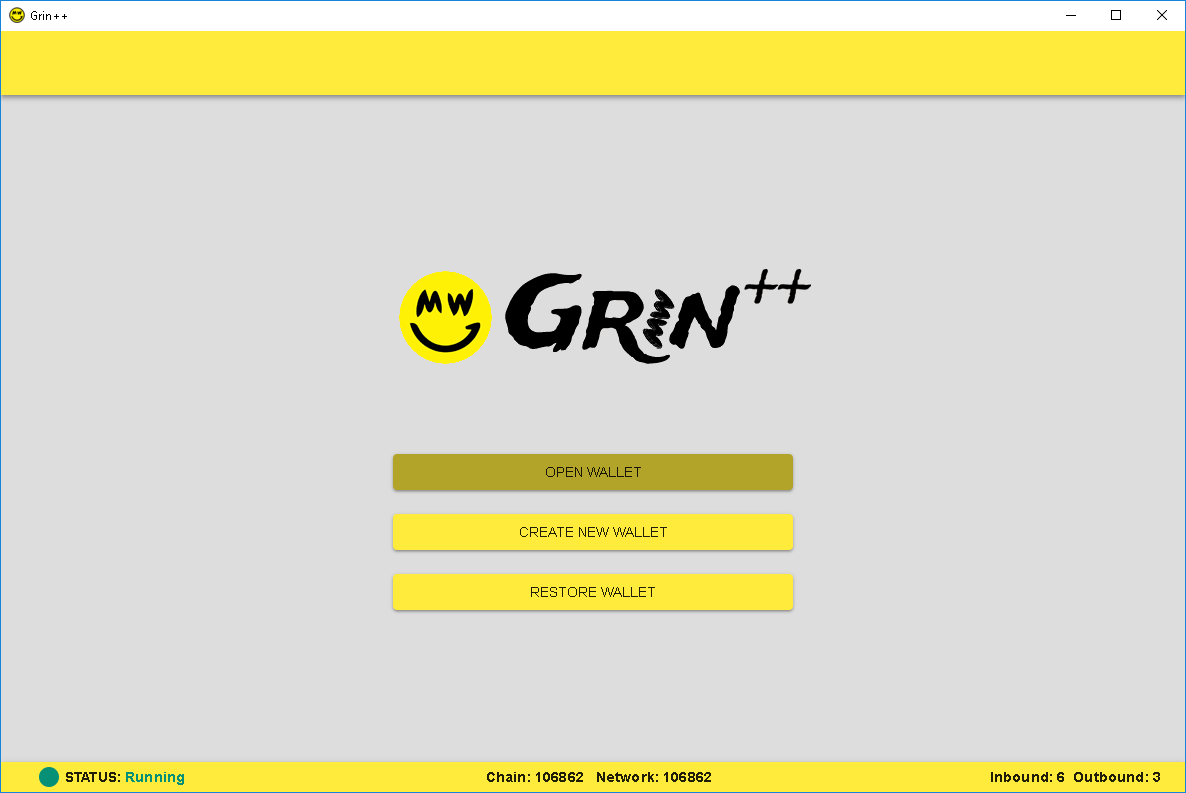 Grin++
MW GRiN++
OPEN WALLET
CREATE NEW WALLET
RESTORE WALLET
STATUS: Running Chain: 106862 Network: 106862 Inbound: 6 Outbound: 3